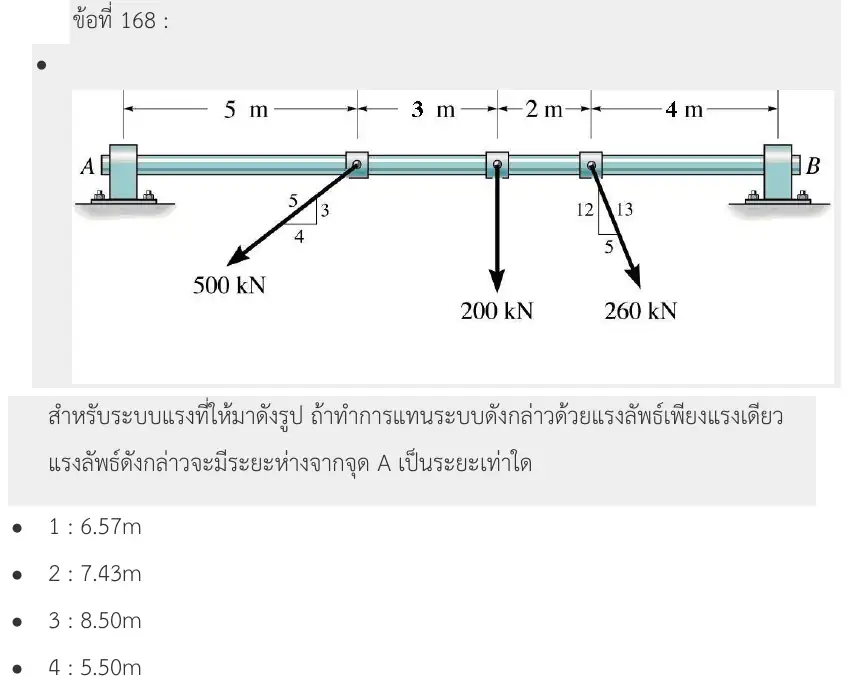 ข้อที่ 168 :
5 m 3 m 2 m 4 m
A B
5 3 12 13
4 5
500 kN
200 kN 260 kN
สำหรับระบบแรงที่ให้มาดังรูป ถ้าทำการแทนระบบดังกล่าวด้วยแรงลัพธ์เพียงแรงเดียว
แรงลัพธ์ดังกล่าวจะมีระยะห่างจากจุด A เป็นระยะเท่าใด
1 : 6.57m
2 : 7.43m
3 : 8.50m
4 : 5.50m